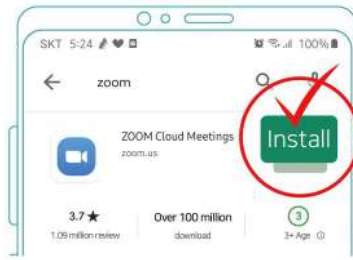 SKT 5:24 100%
zoom
ZOOM Cloud Meetings
zoom.us
Install
3.7★ Over 100 million 3
1.09 million review download 3+ Age